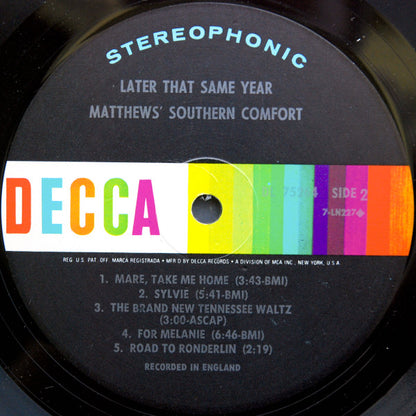 STEREOPHONIC
LATER THAT SAME YEAR
MATTHEWS' SOUTHERN COMFORT
DECCA
SIDE 2
7-LN227
REG. U.S. PAT. OFF. MARCA REGISTRADA • MFR'D BY DECCA RECORDS • A DIVISION OF MCA INC., NEW YORK, U.S.A.
1. MARE, TAKE ME HOME (3:43-BMI)
2. SYLVIE (5:41-BMI)
3. THE BRAND NEW TENNESSEE WALTZ
(3:00-ASCAP)
4. FOR MELANIE (6:46-BMI)
5. ROAD TO RONDERLIN (2:19)
RECORDED IN ENGLAND